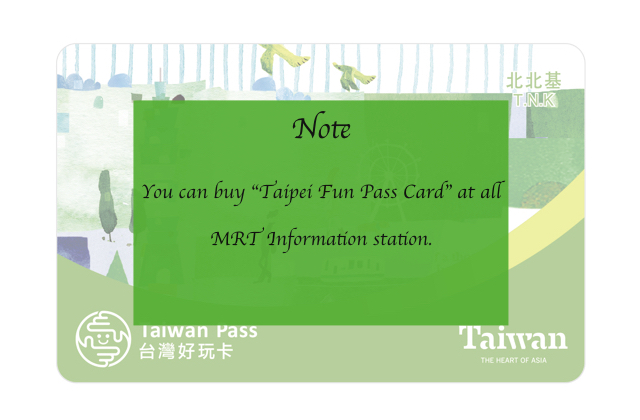 北北基
T.N.K
Note
You can buy “Taipei Fun Pass Card” at all
MRT Information station.
Taiwan Pass
台灣好玩卡
Taiwan
THE HEART OF ASIA